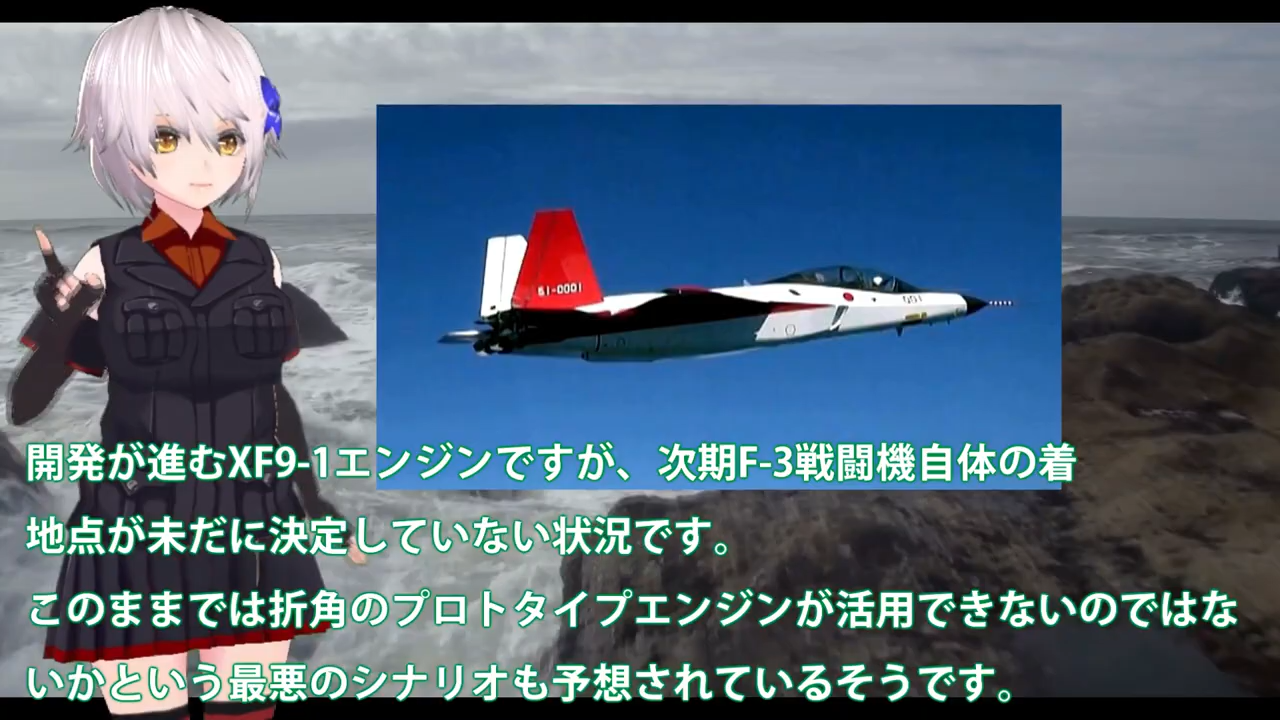 51-0001
001
開発が進むXF9-1エンジンですが、次期F-3戦闘機自体の着
地点が未だに決定していない状況です。
このままでは折角のプロトタイプエンジンが活用できないのではな
いかという最悪のシナリオも予想されているそうです。